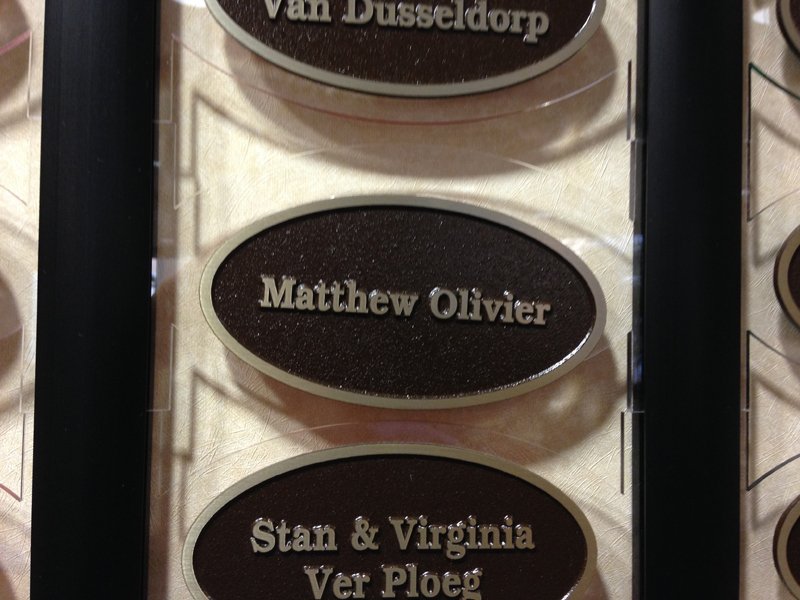 Van Dusseldorp
Matthew Olivier
Stan & Virginia
Ver Ploeg